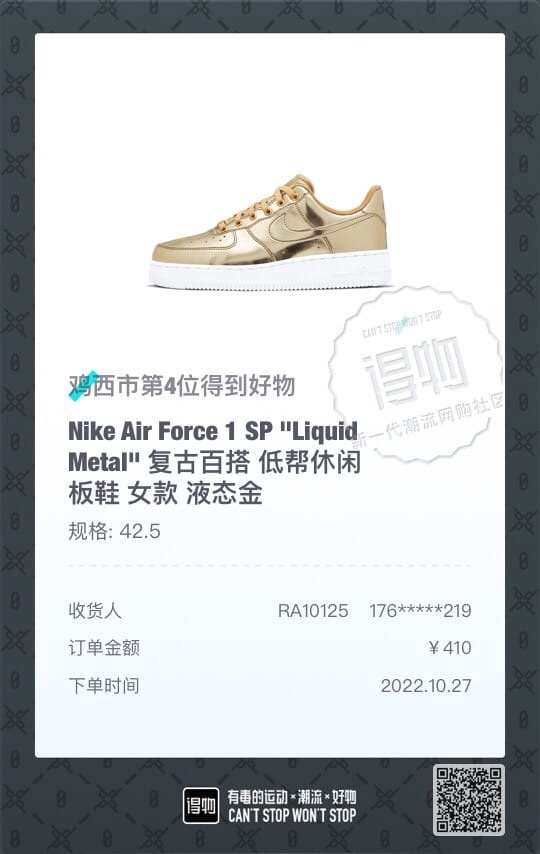 CAN'T STOP WON'T STOP
得物
新一代潮流网购社区
鸡西市第4位得到好物
Nike Air Force 1 SP "Liquid
Metal" 复古百搭 低帮休闲
板鞋 女款 液态金
规格: 42.5
收货人 RA10125 176*****219
订单金额 ¥410
下单时间 2022.10.27
得物 有毒的运动×潮流×好物
CAN'T STOP WON'T STOP